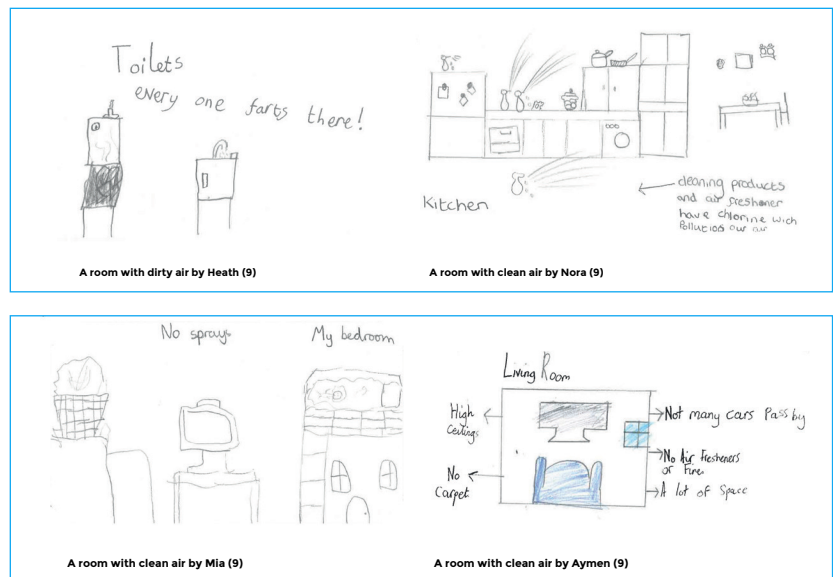 Toilets
every one farts there!
Kitchen
cleaning products
and air freshener
have chlorine wich
Pollution our air
A room with dirty air by Heath (9)
A room with clean air by Nora (9)
No sprays
My bedroom
Living Room
High
Ceilings
No
Carpet
Not many cars Pass by
No Air Fresheners
or Fires
A lot of Space
A room with clean air by Mia (9)
A room with clean air by Aymen (9)